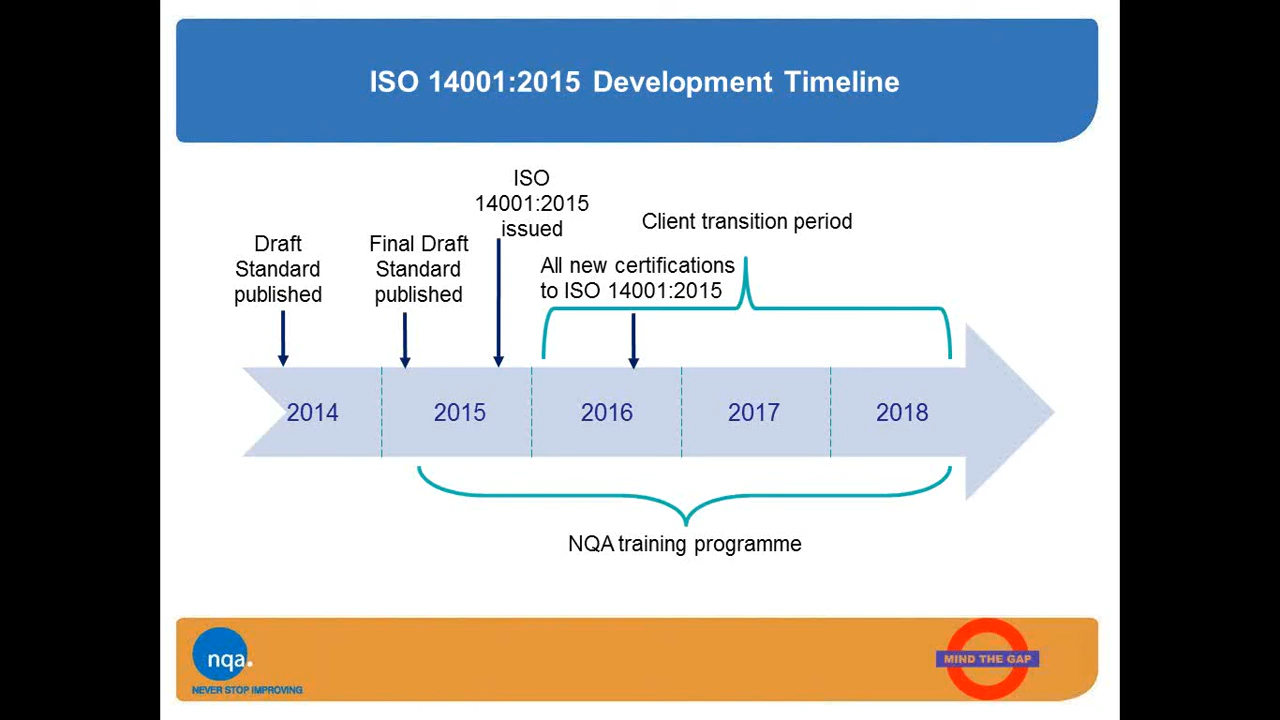 ISO 14001:2015 Development Timeline
ISO
14001:2015
issued
Client transition period
Draft
Standard
published
Final Draft
Standard
published
All new certifications
to ISO 14001:2015
2014
2015
2016
2017
2018
NQA training programme
nqa.
NEVER STOP IMPROVING
MIND THE GAP